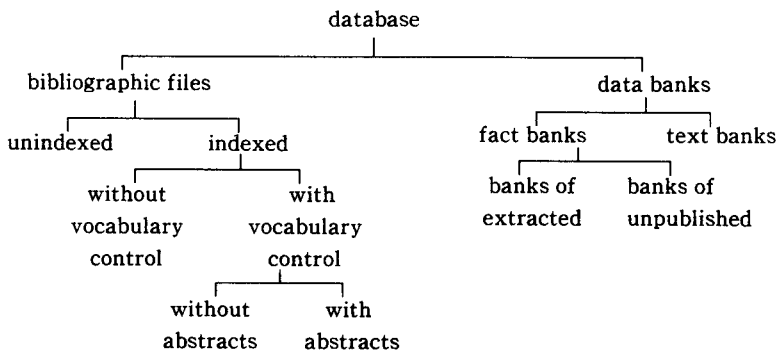 database
bibliographic files
data banks
unindexed
indexed
fact banks
text banks
without
vocabulary
control
with
vocabulary
control
banks of
extracted
banks of
unpublished
without
abstracts
with
abstracts